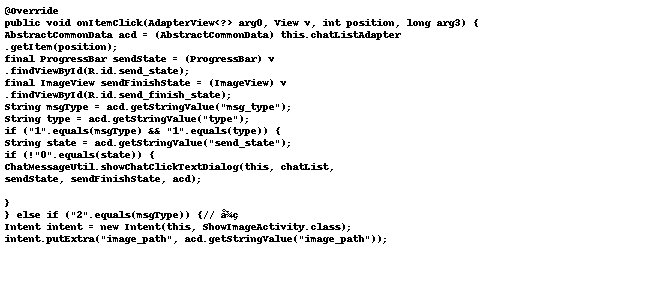 @Override
public void onItemClick(AdapterView<?> arg0, View v, int position, long arg3) {
AbstractCommonData acd = (AbstractCommonData) this.chatListAdapter
.getItem(position);
final ProgressBar sendState = (ProgressBar) v
.findViewById(R.id.send_state);
final ImageView sendFinishState = (ImageView) v
.findViewById(R.id.send_finish_state);
String msgType = acd.getStringValue("msg_type");
String type = acd.getStringValue("type");
if ("1".equals(msgType) && "1".equals(type)) {
String state = acd.getStringValue("send_state");
if (!"0".equals(state)) {
ChatMessageUtil.showChatClickTextDialog(this, chatList,
sendState, sendFinishState, acd);
}
} else if ("2".equals(msgType)) {//
Intent intent = new Intent(this, ShowImageActivity.class);
intent.putExtra("image_path", acd.getStringValue("image_path"));